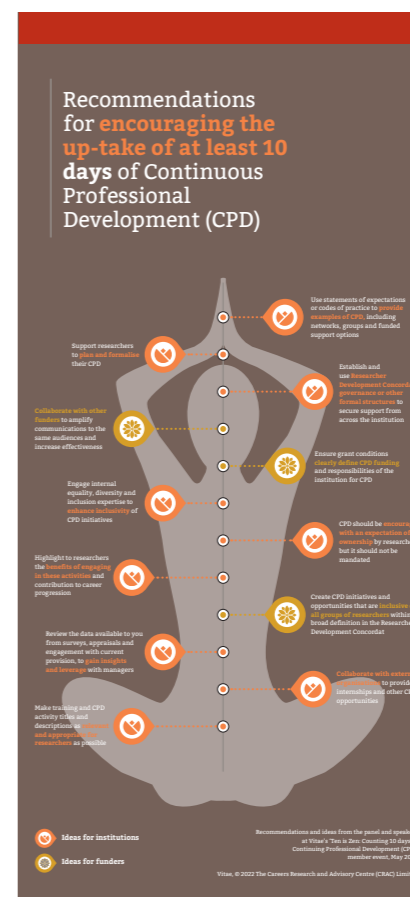 Recommendations
for encouraging the
up-take of at least 10
days of Continuous
Professional
Development (CPD)
Use statements of expectations
or codes of practice to provide
examples of CPD, including
networks, groups and funded
support options
Support researchers
to plan and formalise
their CPD
Establish and
use Researcher
Development Concord
governance or other
formal structures to
secure support from
across the institution
Collaborate with other
funders to amplify
communications to the
same audiences and
increase effectiveness
Ensure grant conditions
clearly define CPD funding
and responsibilities of the
institution for CPD
Engage internal
equality, diversity and
inclusion expertise to
enhance inclusivity of
CPD initiatives
CPD should be encoura
with an expectation of
ownership by research
but it should not be
mandated
Highlight to researchers
the benefits of engaging
in these activities and
contribution to career
progression
Create CPD initiatives and
opportunities that are inclusive
all groups of researchers within
broad definition in the Researche
Development Concordat
Review the data available to you
from surveys, appraisals and
engagement with current
provision, to gain insights
and leverage with managers
Collaborate with extern
to provide
internships and other CP
opportunities
Make training and CPD
activity titles and
descriptions as
and appropriate
researchers as possible
Ideas for institutions
Ideas for funders
Recommendations and ideas from the panel and speake
at Vitae's 'Ten is Zen: Counting 10 days
Continuing Professional Development (CP
member event, May 20
Vitae, © 2022 The Careers Research and Advisory Centre (CRAC) Limit